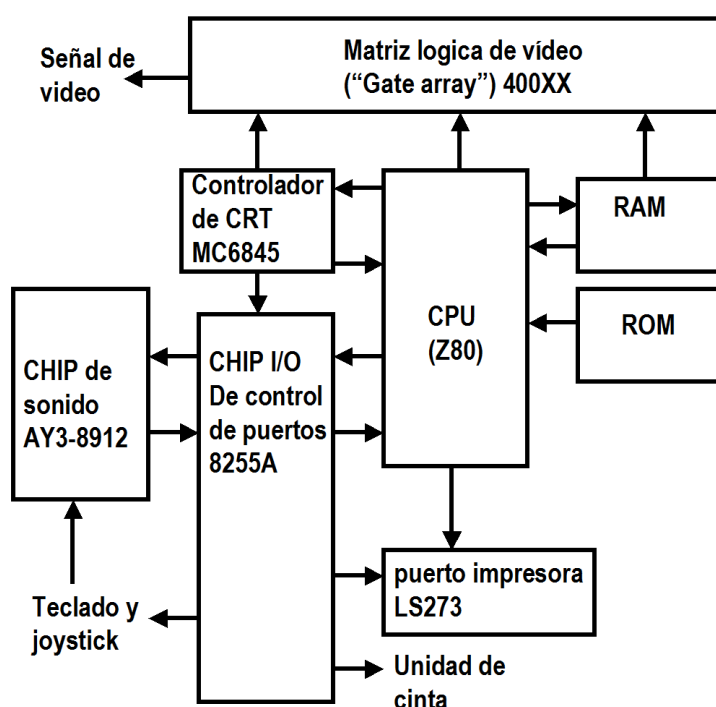 Señal de
video
Matriz logica de vídeo
(“Gate array”) 400XX
Controlador
de CRT
MC6845
RAM
CPU
(Z80)
ROM
CHIP de
sonido
AY3-8912
CHIP I/O
De control
de puertos
8255A
puerto impresora
LS273
Teclado y
joystick
Unidad de
cinta